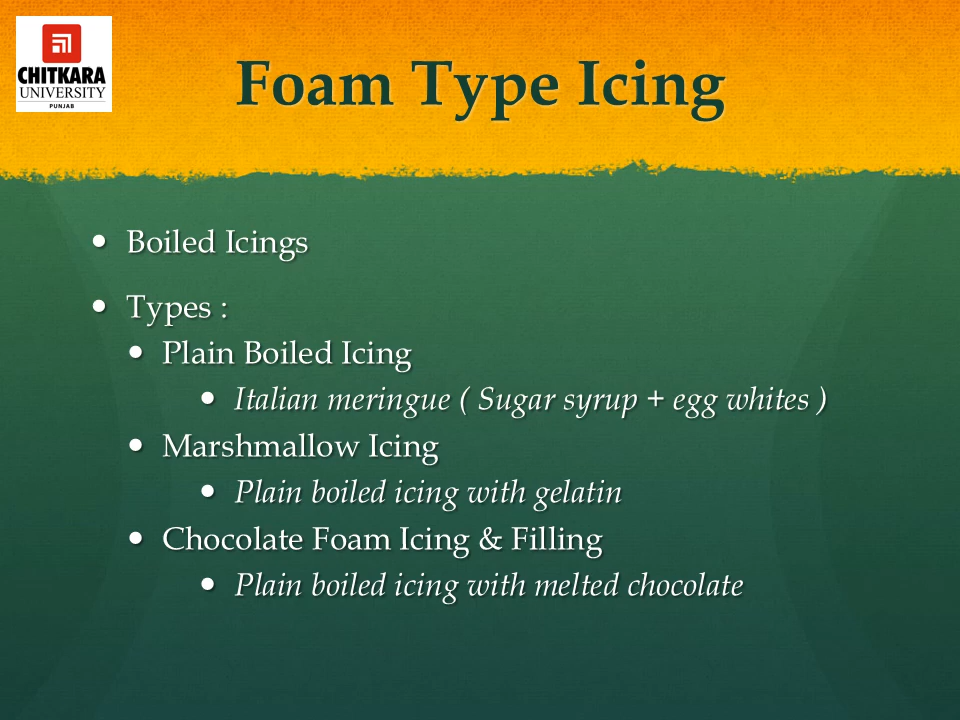 CHITKARA
UNIVERSITY
PUNJAB
Foam Type Icing
• Boiled Icings
• Types :
• Plain Boiled Icing
• Italian meringue ( Sugar syrup + egg whites )
• Marshmallow Icing
• Plain boiled icing with gelatin
• Chocolate Foam Icing & Filling
• Plain boiled icing with melted chocolate